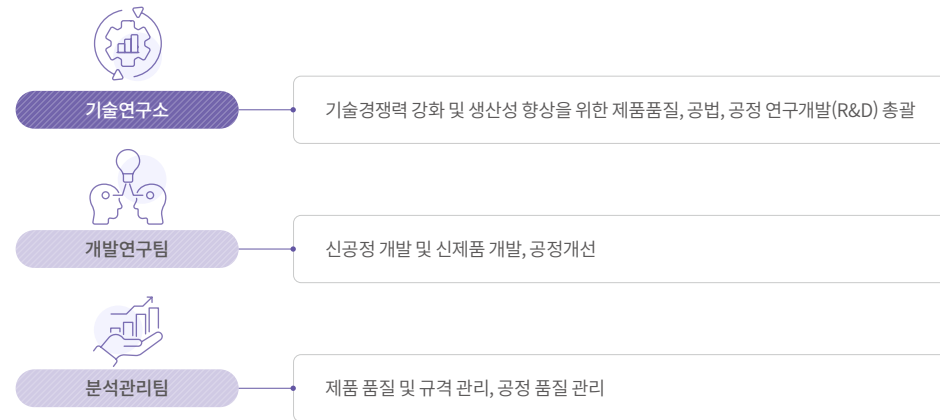 기술연구소
기술경쟁력 강화 및 생산성 향상을 위한 제품품질, 공법, 공정 연구개발(R&D) 총괄
개발연구팀
신공정 개발 및 신제품 개발, 공정개선
분석관리팀
제품 품질 및 규격 관리, 공정 품질 관리